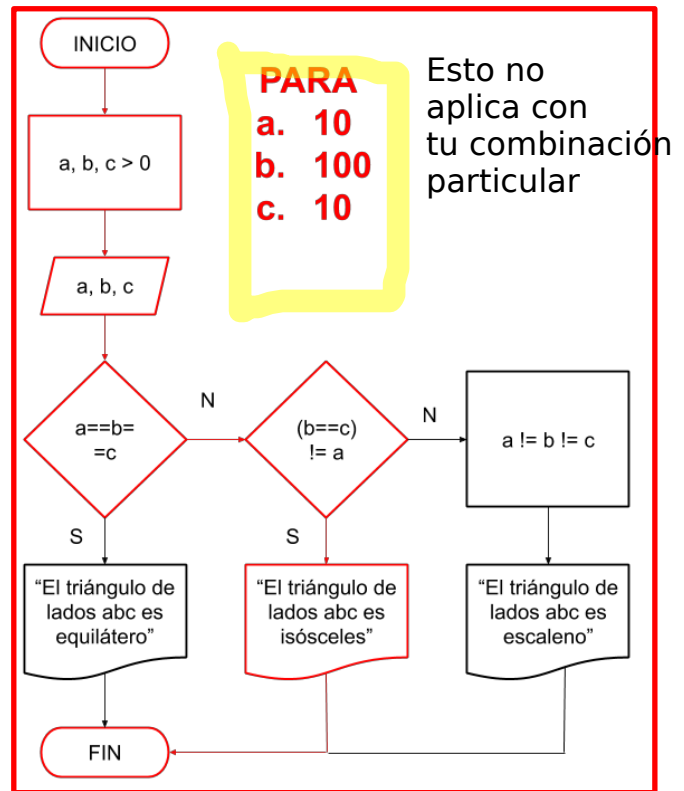 INICIO
PARA
a. 10
b. 100
c. 10
Esto no
aplica con
tu combinación
particular
a, b, c > 0
a, b, c
a==b=
=c
N
(b==c)
!= a
N
a != b != c
S
S
“El triángulo de
lados abc es
equilátero”
“El triángulo de
lados abc es
isósceles”
“El triángulo de
lados abc es
escaleno”
FIN